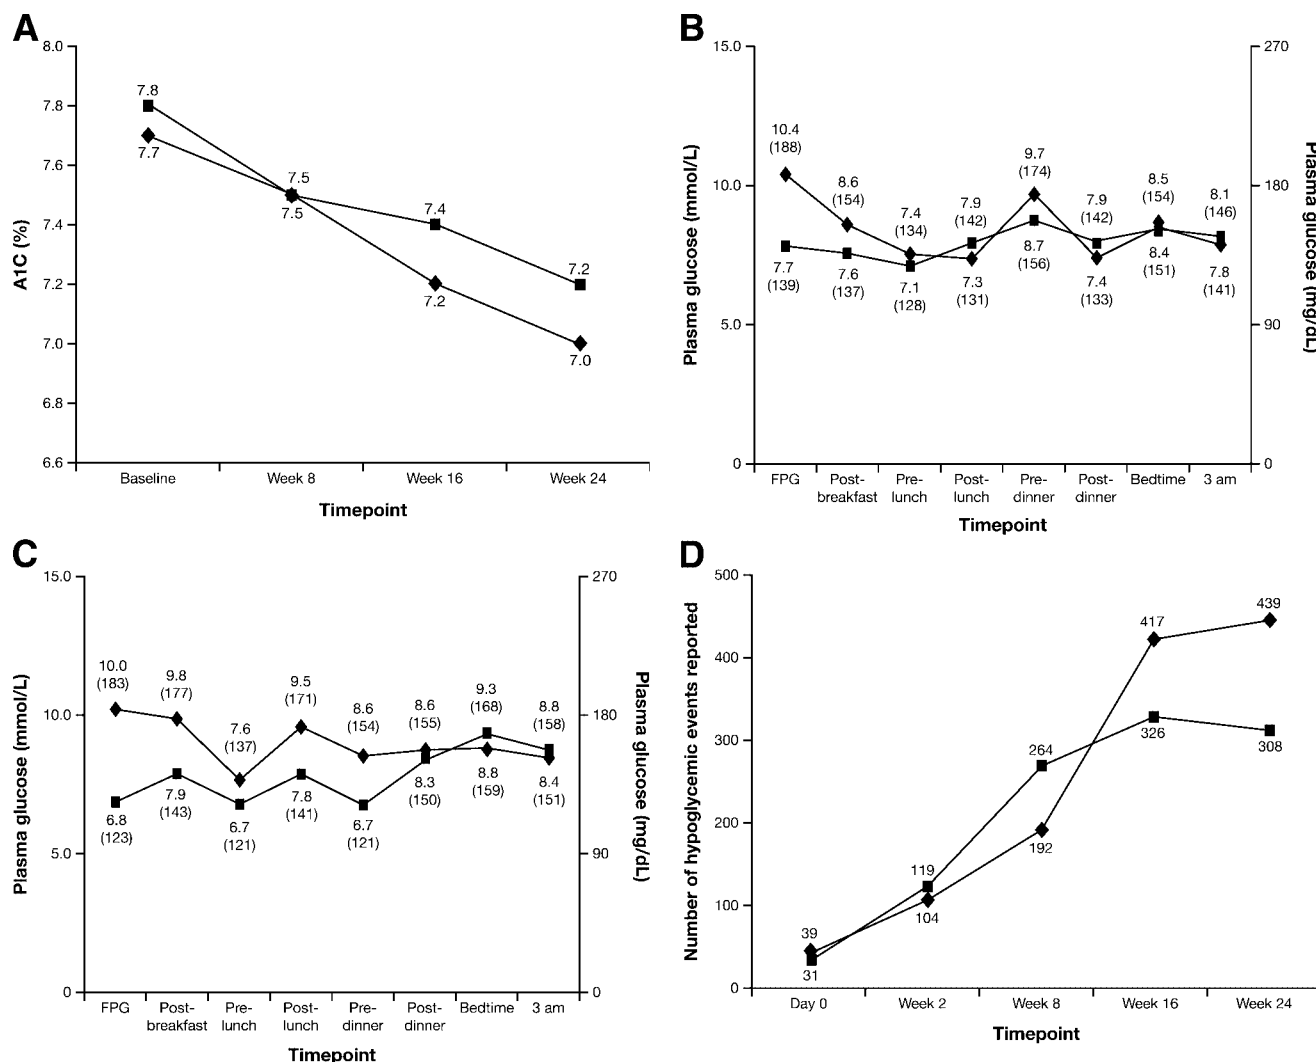 A
8.0
7.8
7.6
7.4
7.2
7.0
6.8
6.6
A1C (%)
7.8
7.7
7.5
7.5
7.4
7.2
7.2
7.0
Baseline
Week 8
Week 16
Week 24
Timepoint
B
15.0
10.0
5.0
0
Plasma glucose (mmol/L)
270
180
90
0
Plasma glucose (mg/dL)
10.4
(188)
8.6
(154)
7.4
(134)
7.9
(142)
9.7
(174)
7.9
(142)
8.5
(154)
8.1
(146)
7.7
(139)
7.6
(137)
7.1
(128)
7.3
(131)
8.7
(156)
7.4
(133)
8.4
(151)
7.8
(141)
FPG
Post-
breakfast
Pre-
lunch
Post-
lunch
Pre-
dinner
Post-
dinner
Bedtime
3 am
Timepoint
C
15.0
10.0
5.0
0
Plasma glucose (mmol/L)
270
180
90
0
Plasma glucose (mg/dL)
10.0
(183)
9.8
(177)
7.6
(137)
9.5
(171)
8.6
(154)
8.6
(155)
9.3
(168)
8.8
(158)
6.8
(123)
7.9
(143)
6.7
(121)
7.8
(141)
6.7
(121)
8.3
(150)
8.8
(159)
8.4
(151)
FPG
Post-
breakfast
Pre-
lunch
Post-
lunch
Pre-
dinner
Post-
dinner
Bedtime
3 am
Timepoint
D
500
400
300
200
100
0
Number of hypoglycemic events reported
39
31
119
104
264
192
417
326
439
308
Day 0
Week 2
Week 8
Week 16
Week 24
Timepoint